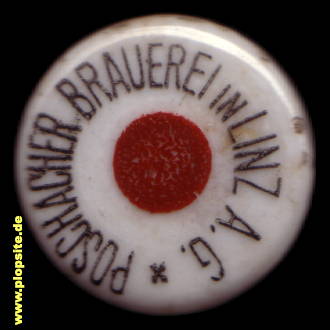 POSCHACHER BRAUEREI IN LINZ A.G. *
www.plopsite.de